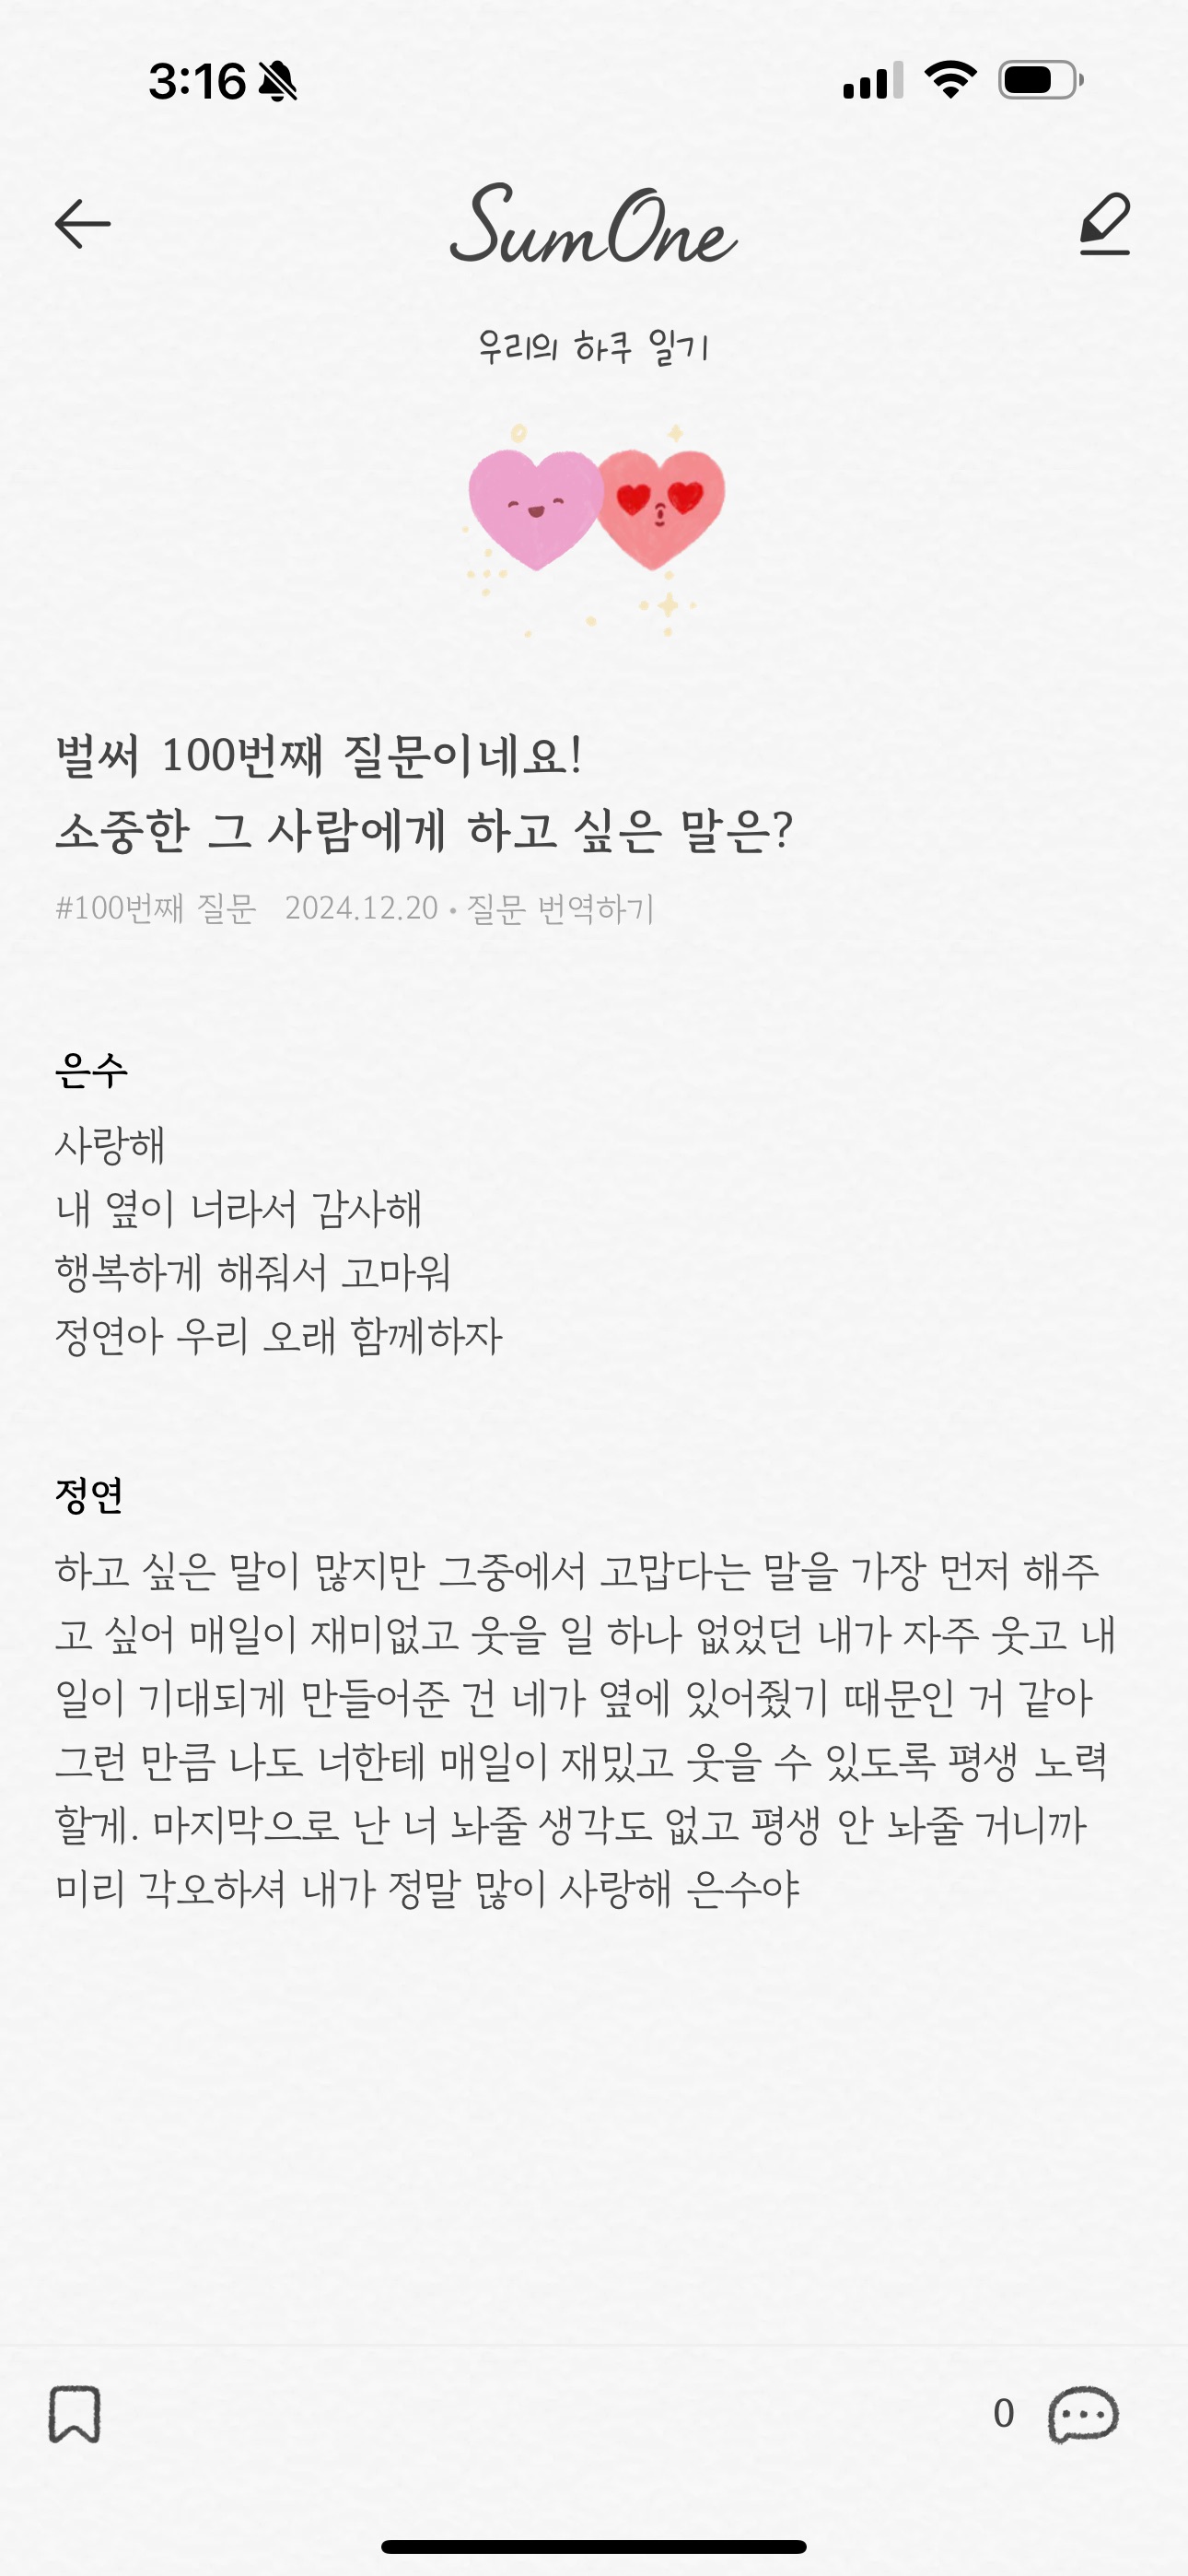 3:16
SumOne
우리의 하쿠 일기
벌써 100번째 질문이네요!
소중한 그 사람에게 하고 싶은 말은?
#100번째 질문 2024.12.20 • 질문 번역하기
은수
사랑해
내 옆이 너라서 감사해
행복하게 해줘서 고마워
정연아 우리 오래 함께하자
정연
하고 싶은 말이 많지만 그중에서 고맙다는 말을 가장 먼저 해주
고 싶어 매일이 재미없고 웃을 일 하나 없었던 내가 자주 웃고 내
일이 기대되게 만들어준 건 네가 옆에 있어줬기 때문인 거 같아
그런 만큼 나도 너한테 매일이 재밌고 웃을 수 있도록 평생 노력
할게. 마지막으로 난 너 놔줄 생각도 없고 평생 안 놔줄 거니까
미리 각오하셔 내가 정말 많이 사랑해 은수야
0